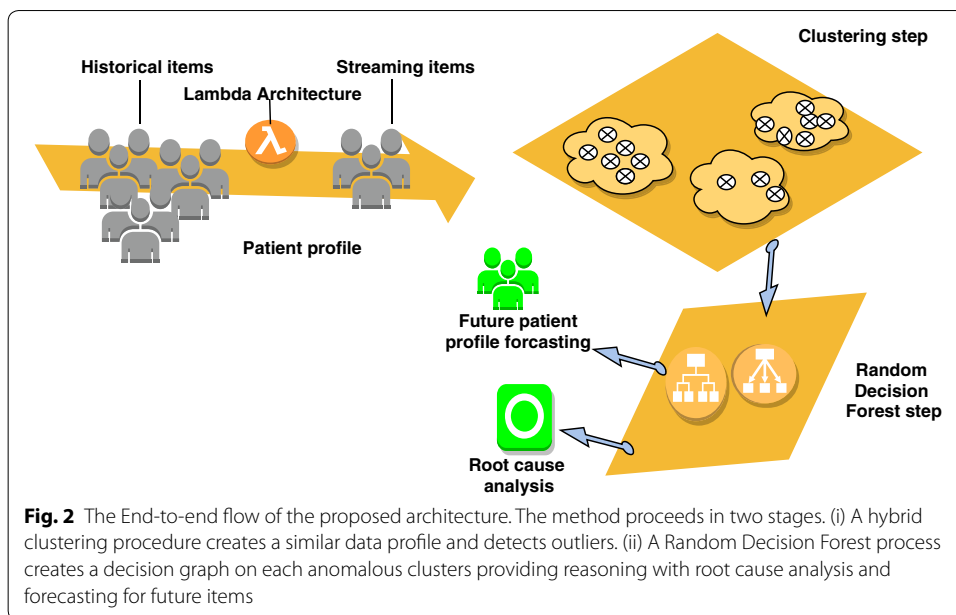 Clustering step
Historical items
Streaming items
Lambda Architecture
λ
Patient profile
Future patient
profile forcasting
Random
Decision
Forest step
Root cause
analysis
Fig. 2 The End-to-end flow of the proposed architecture. The method proceeds in two stages. (i) A hybrid
clustering procedure creates a similar data profile and detects outliers. (ii) A Random Decision Forest process
creates a decision graph on each anomalous clusters providing reasoning with root cause analysis and
forecasting for future items